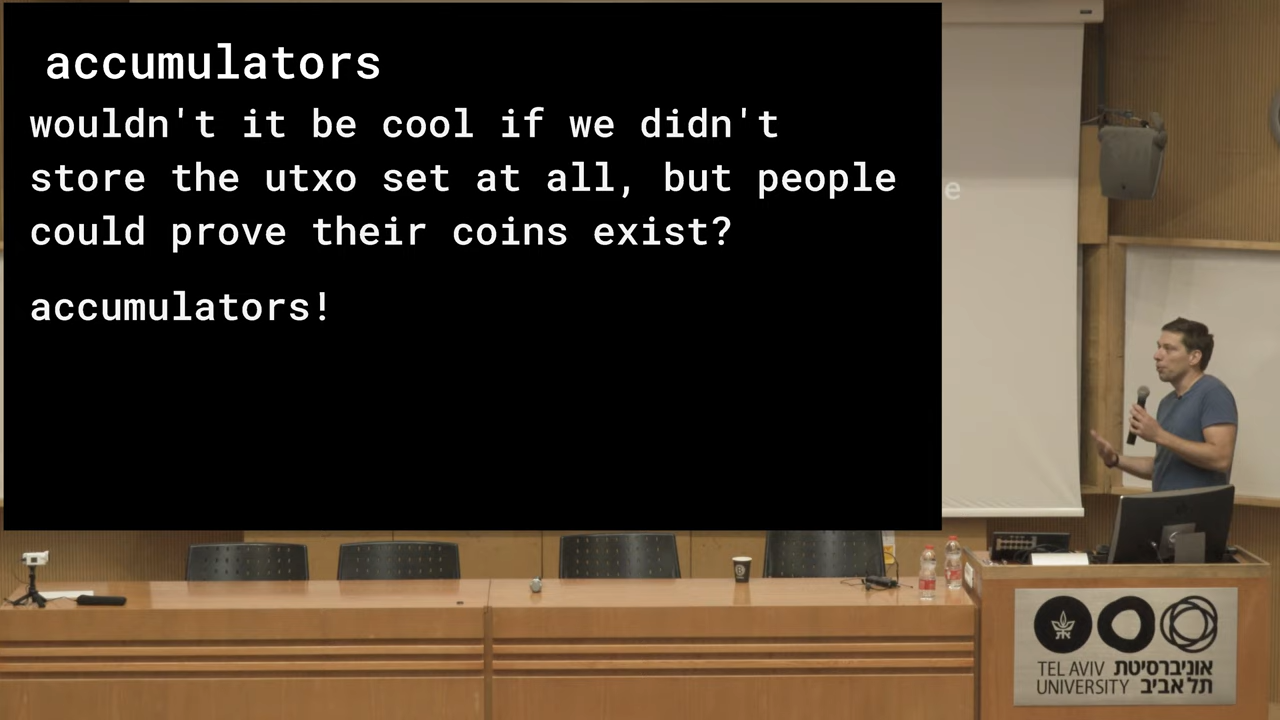 accumulators
wouldn't it be cool if we didn't
store the utxo set at all, but people
could prove their coins exist?
accumulators!
e
TEL AVIV אוניברסיטת
UNIVERSITY תל אביב